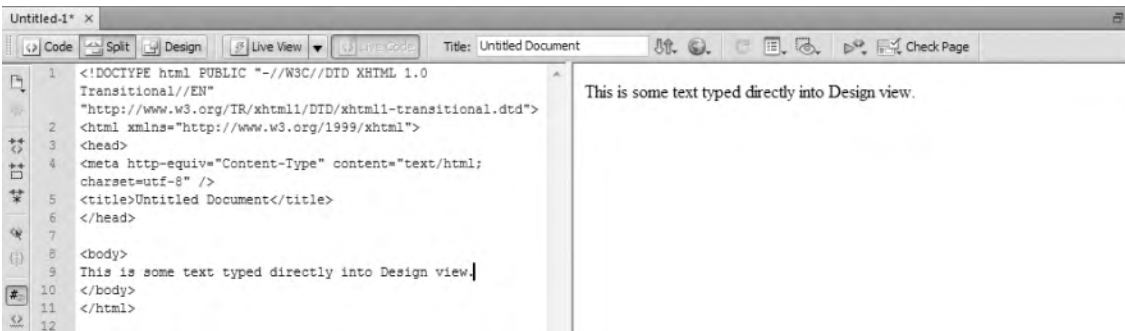 Untitled-1* ×
Code Split Design Live View Live Code Title: Untitled Document Check Page
1 <!DOCTYPE html PUBLIC "-//W3C//DTD XHTML 1.0
Transitional//EN"
"http://www.w3.org/TR/xhtml1/DTD/xhtml1-transitional.dtd">
2 <html xmlns="http://www.w3.org/1999/xhtml">
3 <head>
4 <meta http-equiv="Content-Type" content="text/html;
charset=utf-8" />
5 <title>Untitled Document</title>
6 </head>
7
8 <body>
9 This is some text typed directly into Design view.
10 </body>
11 </html>
12
This is some text typed directly into Design view.